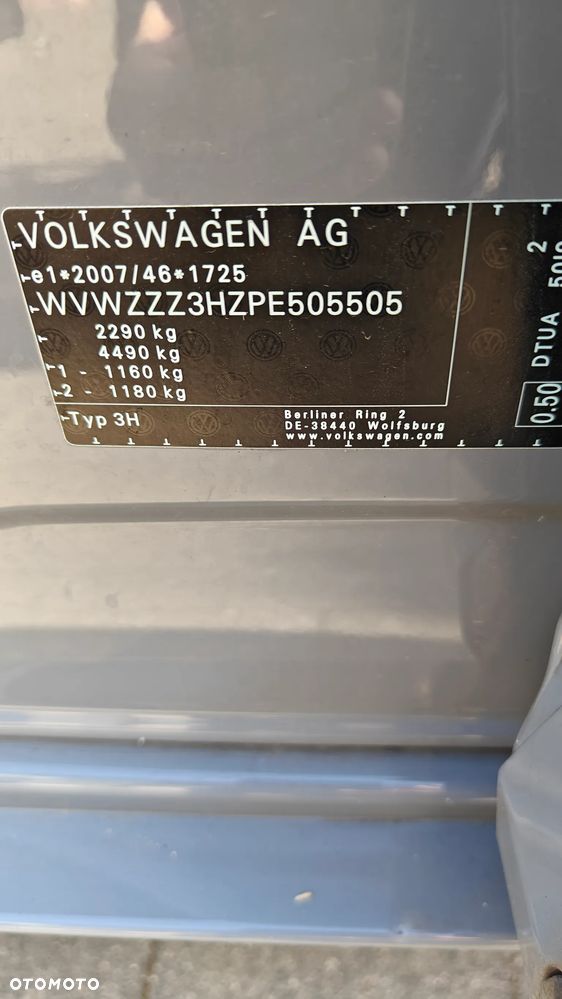 VOLKSWAGEN AG
e1*2007/46*1725
WVWZZZ3HZPE505505
2290 kg
4490 kg
1 - 1160 kg
2 - 1180 kg
Typ 3H
Berliner Ring 2
DE-38440 Wolfsburg
www.volkswagen.com
0.50 DTUA
2
OTOMOTO